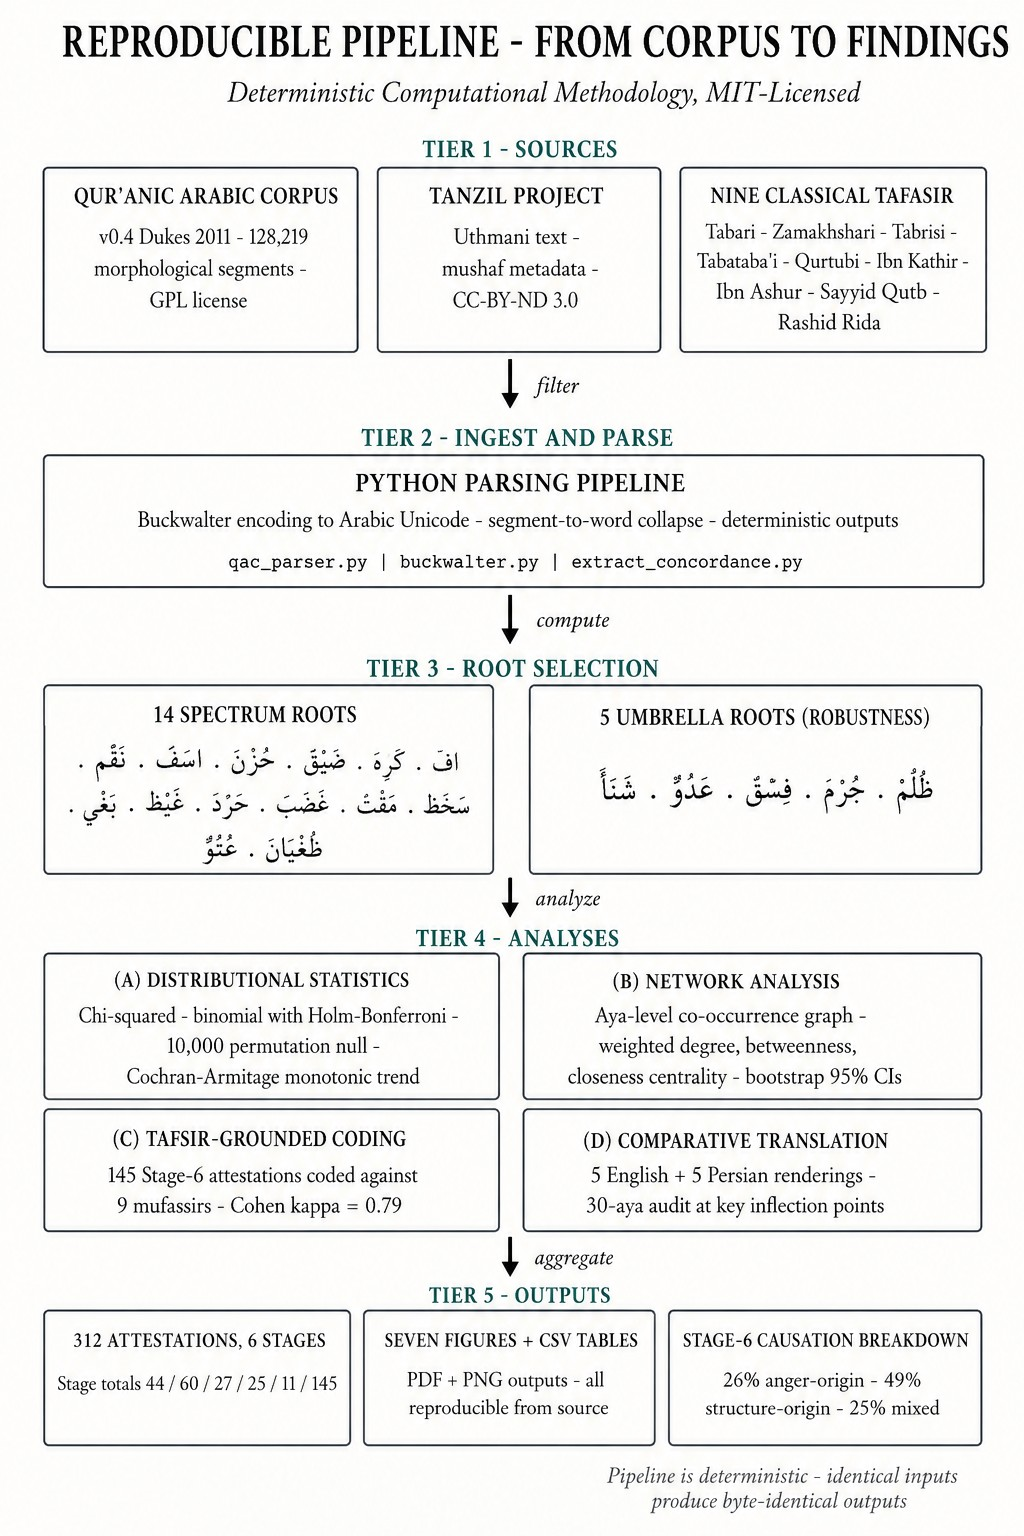 REPRODUCIBLE PIPELINE - FROM CORPUS TO FINDINGS
Deterministic Computational Methodology, MIT-Licensed
TIER 1 - SOURCES
QUR'ANIC ARABIC CORPUS
v0.4 Dukes 2011 - 128,219
morphological segments -
GPL license
TANZIL PROJECT
Uthmani text -
mushaf metadata -
CC-BY-ND 3.0
NINE CLASSICAL TAFASIR
Tabari - Zamakhshari - Tabrisi -
Tabataba'i - Qurtubi - Ibn Kathir -
Ibn Ashur - Sayyid Qutb -
Rashid Rida
filter
TIER 2 - INGEST AND PARSE
PYTHON PARSING PIPELINE
Buckwalter encoding to Arabic Unicode - segment-to-word collapse - deterministic outputs
qac_parser.py | buckwalter.py | extract_concordance.py
compute
TIER 3 - ROOT SELECTION
14 SPECTRUM ROOTS
افَ . كَرِهَ . ضَيْقَ . حُزْنَ . اسَفَ . نَقْم .
سَخَظ . مَقْتْ . غَضَبَ . حَرْدَ . غَيْظ . بَغْي .
ظُغْيَانَ . عُتُوٌّ
5 UMBRELLA ROOTS (ROBUSTNESS)
ظُلُمْ . جُرْمَ . فِسْقٌ . عَدُوٌّ . شَنَأَ
analyze
TIER 4 - ANALYSES
(A) DISTRIBUTIONAL STATISTICS
Chi-squared - binomial with Holm-Bonferroni -
10,000 permutation null -
Cochran-Armitage monotonic trend
(B) NETWORK ANALYSIS
Aya-level co-occurrence graph -
weighted degree, betweenness,
closeness centrality - bootstrap 95% CIs
(C) TAFSIR-GROUNDED CODING
145 Stage-6 attestations coded against
9 mufassirs - Cohen kappa = 0.79
(D) COMPARATIVE TRANSLATION
5 English + 5 Persian renderings -
30-aya audit at key inflection points
aggregate
TIER 5 - OUTPUTS
312 ATTESTATIONS, 6 STAGES
Stage totals 44 / 60 / 27 / 25 / 11 / 145
SEVEN FIGURES + CSV TABLES
PDF + PNG outputs - all
reproducible from source
STAGE-6 CAUSATION BREAKDOWN
26% anger-origin - 49%
structure-origin - 25% mixed
Pipeline is deterministic - identical inputs
produce byte-identical outputs